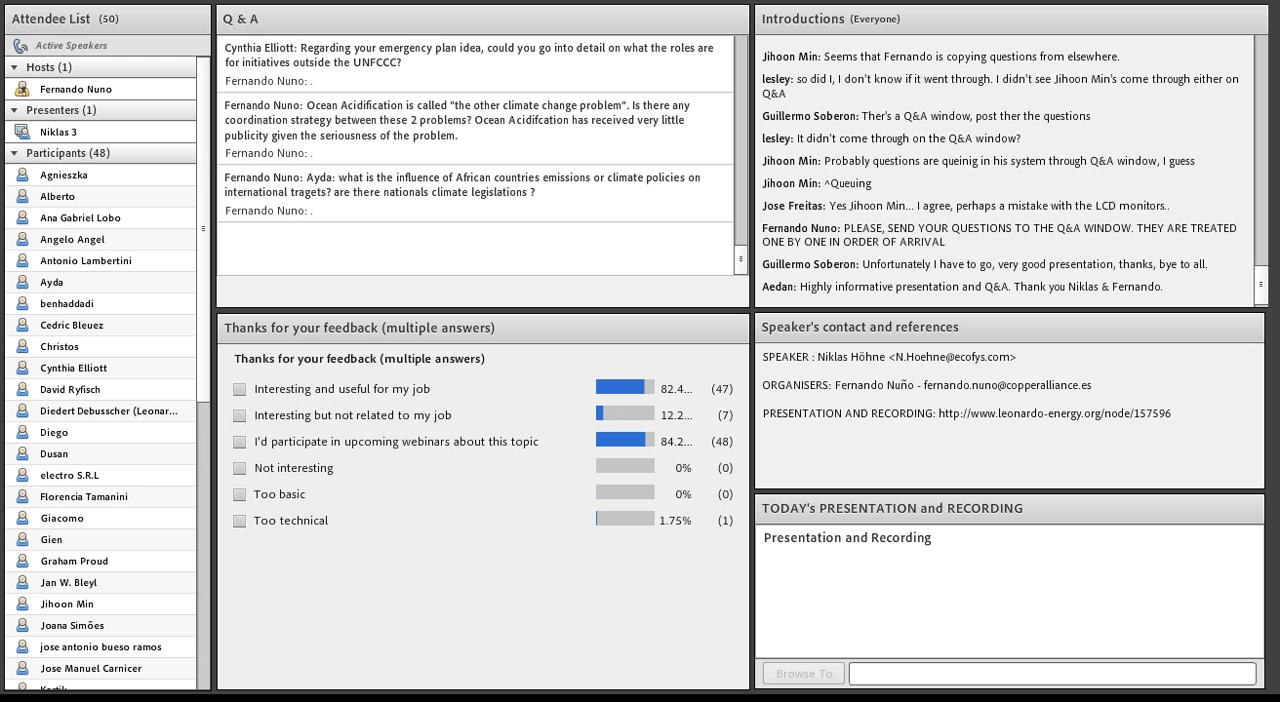 Attendee List (50)
Active Speakers
Hosts (1)
Fernando Nuno
Presenters (1)
Niklas 3
Participants (48)
Agnieszka
Alberto
Ana Gabriel Lobo
Angelo Angel
Antonio Lambertini
Ayda
benhaddadi
Cedric Bleuez
Christos
Cynthia Elliott
David Ryfisch
Diedert Debusscher (Leonar...
Diego
Dusan
electro S.R.L
Florencia Tamanini
Giacomo
Gien
Graham Proud
Jan W. Bleyl
Jihoon Min
Joana Simões
jose antonio bueso ramos
Jose Manuel Carnicer
Q & A
Cynthia Elliott: Regarding your emergency plan idea, could you go into detail on what the roles are
for initiatives outside the UNFCCC?
Fernando Nuno: .
Fernando Nuno: Ocean Acidification is called "the other climate change problem". Is there any
coordination strategy between these 2 problems? Ocean Acidifcation has received very little
publicity given the seriousness of the problem.
Fernando Nuno: .
Fernando Nuno: Ayda: what is the influence of African countries emissions or climate policies on
international tragets? are there nationals climate legislations ?
Fernando Nuno: .
Thanks for your feedback (multiple answers)
Thanks for your feedback (multiple answers)
Interesting and useful for my job 82.4... (47)
Interesting but not related to my job 12.2... (7)
I'd participate in upcoming webinars about this topic 84.2... (48)
Not interesting 0% (0)
Too basic 0% (0)
Too technical 1.75% (1)
Introductions (Everyone)
Jihoon Min: Seems that Fernando is copying questions from elsewhere.
lesley: so did I, I don't know if it went through. I didn't see Jihoon Min's come through either on
Q&A
Guillermo Soberon: Ther's a Q&A window, post ther the questions
lesley: It didn't come through on the Q&A window?
Jihoon Min: Probably questions are queinig in his system through Q&A window, I guess
Jihoon Min: ^Queuing
Jose Freitas: Yes Jihoon Min... I agree, perhaps a mistake with the LCD monitors..
Fernando Nuno: PLEASE, SEND YOUR QUESTIONS TO THE Q&A WINDOW. THEY ARE TREATED
ONE BY ONE IN ORDER OF ARRIVAL
Guillermo Soberon: Unfortunately I have to go, very good presentation, thanks, bye to all.
Aedan: Highly informative presentation and Q&A. Thank you Niklas & Fernando.
Speaker's contact and references
SPEAKER : Niklas Höhne <N.Hoehne@ecofys.com>
ORGANISERS: Fernando Nuño - fernando.nuno@copperalliance.es
PRESENTATION AND RECORDING: http://www.leonardo-energy.org/node/157596
TODAY's PRESENTATION and RECORDING
Presentation and Recording
Browse To